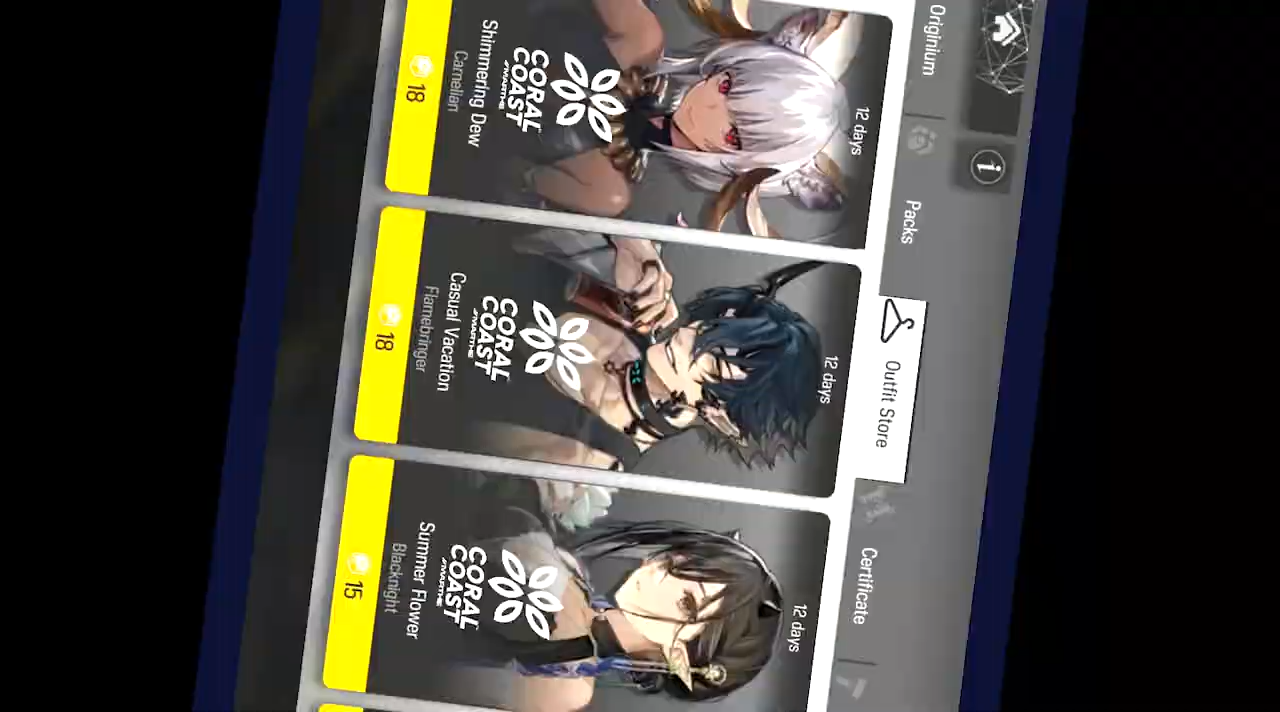 Originium
Packs
Outfit Store
Certificate
12 days
CORAL
COAST
Shimmering Dew
Carnelian
18
12 days
CORAL
COAST
Casual Vacation
Flamebringer
18
12 days
CORAL
COAST
Summer Flower
Blacknight
15